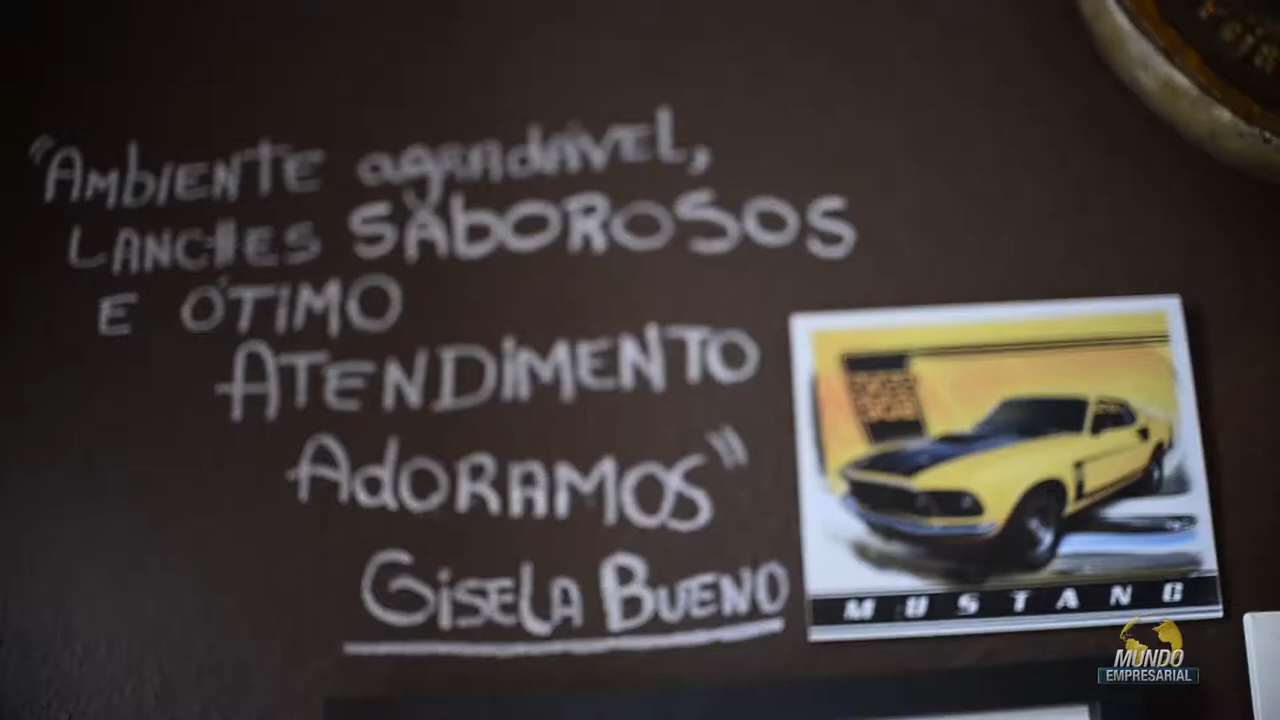 "AMbIENTE agradável,
LANCHES SAbOROSOS
E ÓTIMO
ATENDIMENTO
AdORAMOS"
GiSELA BUENO
MUSTANG
MUNDO
EMPRESARIAL